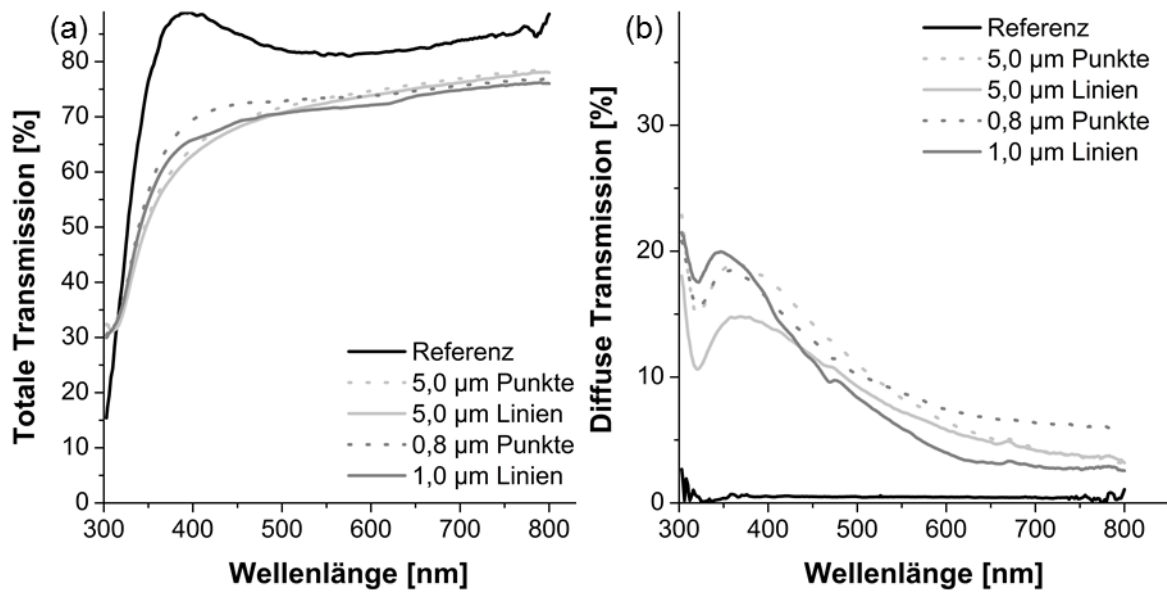 (a)
Totale Transmission [%]
80
70
60
50
40
30
20
10
0
300 400 500 600 700 800
Wellenlänge [nm]
Referenz
5,0 µm Punkte
5,0 µm Linien
0,8 µm Punkte
1,0 µm Linien
(b)
Diffuse Transmission [%]
30
20
10
0
300 400 500 600 700 800
Wellenlänge [nm]
Referenz
5,0 µm Punkte
5,0 µm Linien
0,8 µm Punkte
1,0 µm Linien